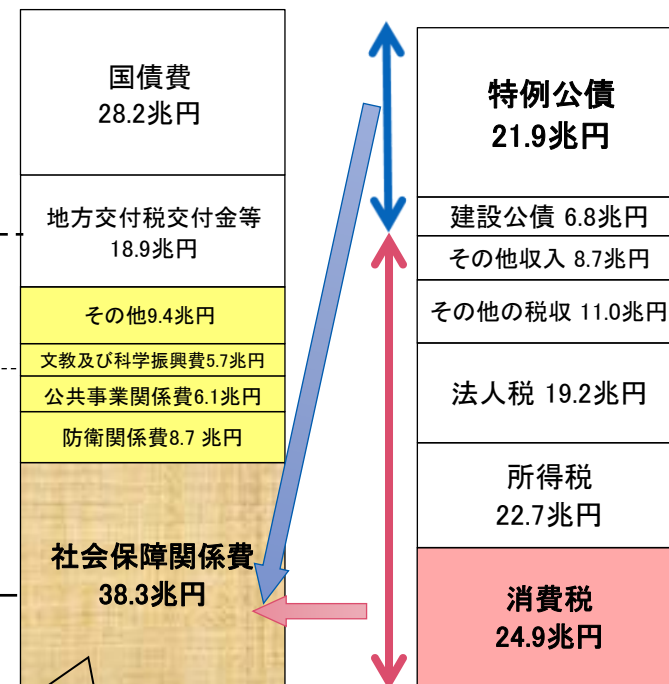 国債費
28.2兆円
地方交付税交付金等
18.9兆円
その他9.4兆円
文教及び科学振興費5.7兆円
公共事業関係費6.1兆円
防衛関係費8.7 兆円
社会保障関係費
38.3兆円
特例公債
21.9兆円
建設公債 6.8兆円
その他収入 8.7兆円
その他の税収 11.0兆円
法人税 19.2兆円
所得税
22.7兆円
消費税
24.9兆円